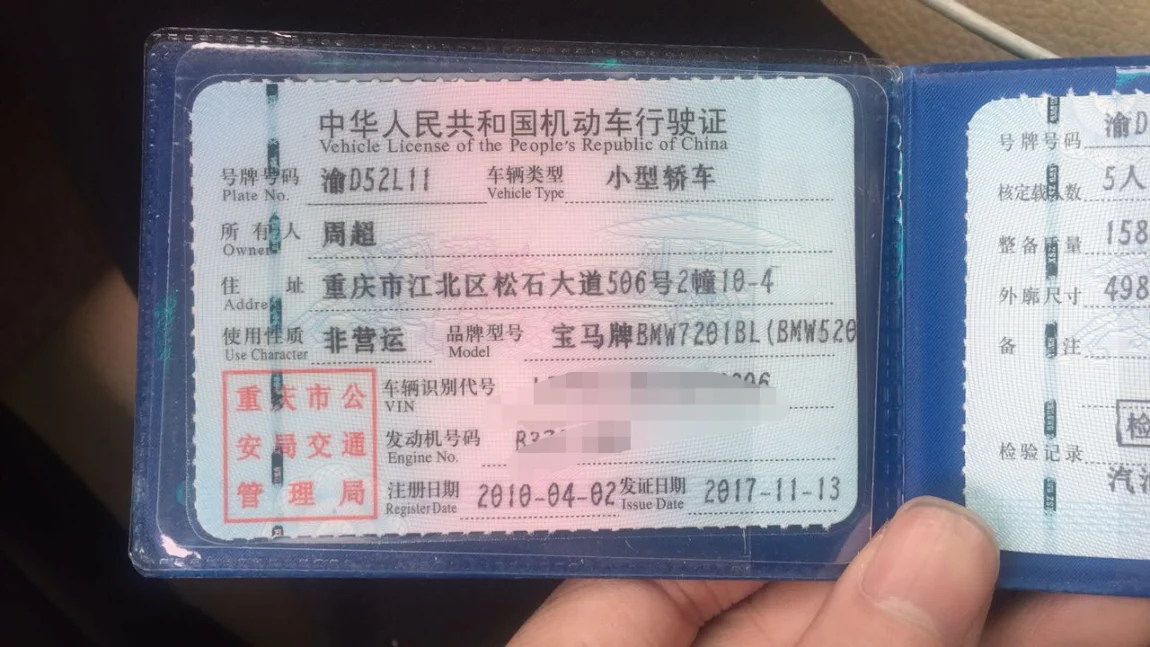 中华人民共和国机动车行驶证
Vehicle License of the People's Republic of China
号牌号码 渝D52L11 车辆类型 小型轿车
Plate No. Vehicle Type
所有人 周超
Owner
住址 重庆市江北区松石大道506号2幢10-4
Address
使用性质 非营运 品牌型号 宝马牌BMW7201BL(BMW520
Use Character Model
重庆市公
安局交通
管理局
车辆识别代号
VIN
发动机号码
Engine No.
注册日期 2010-04-02 发证日期 2017-11-13
Register Date Issue Date
号牌号码 渝D
核定载人数 5人
整备质量 158
外廓尺寸 498
备注
检
检验记录
汽油